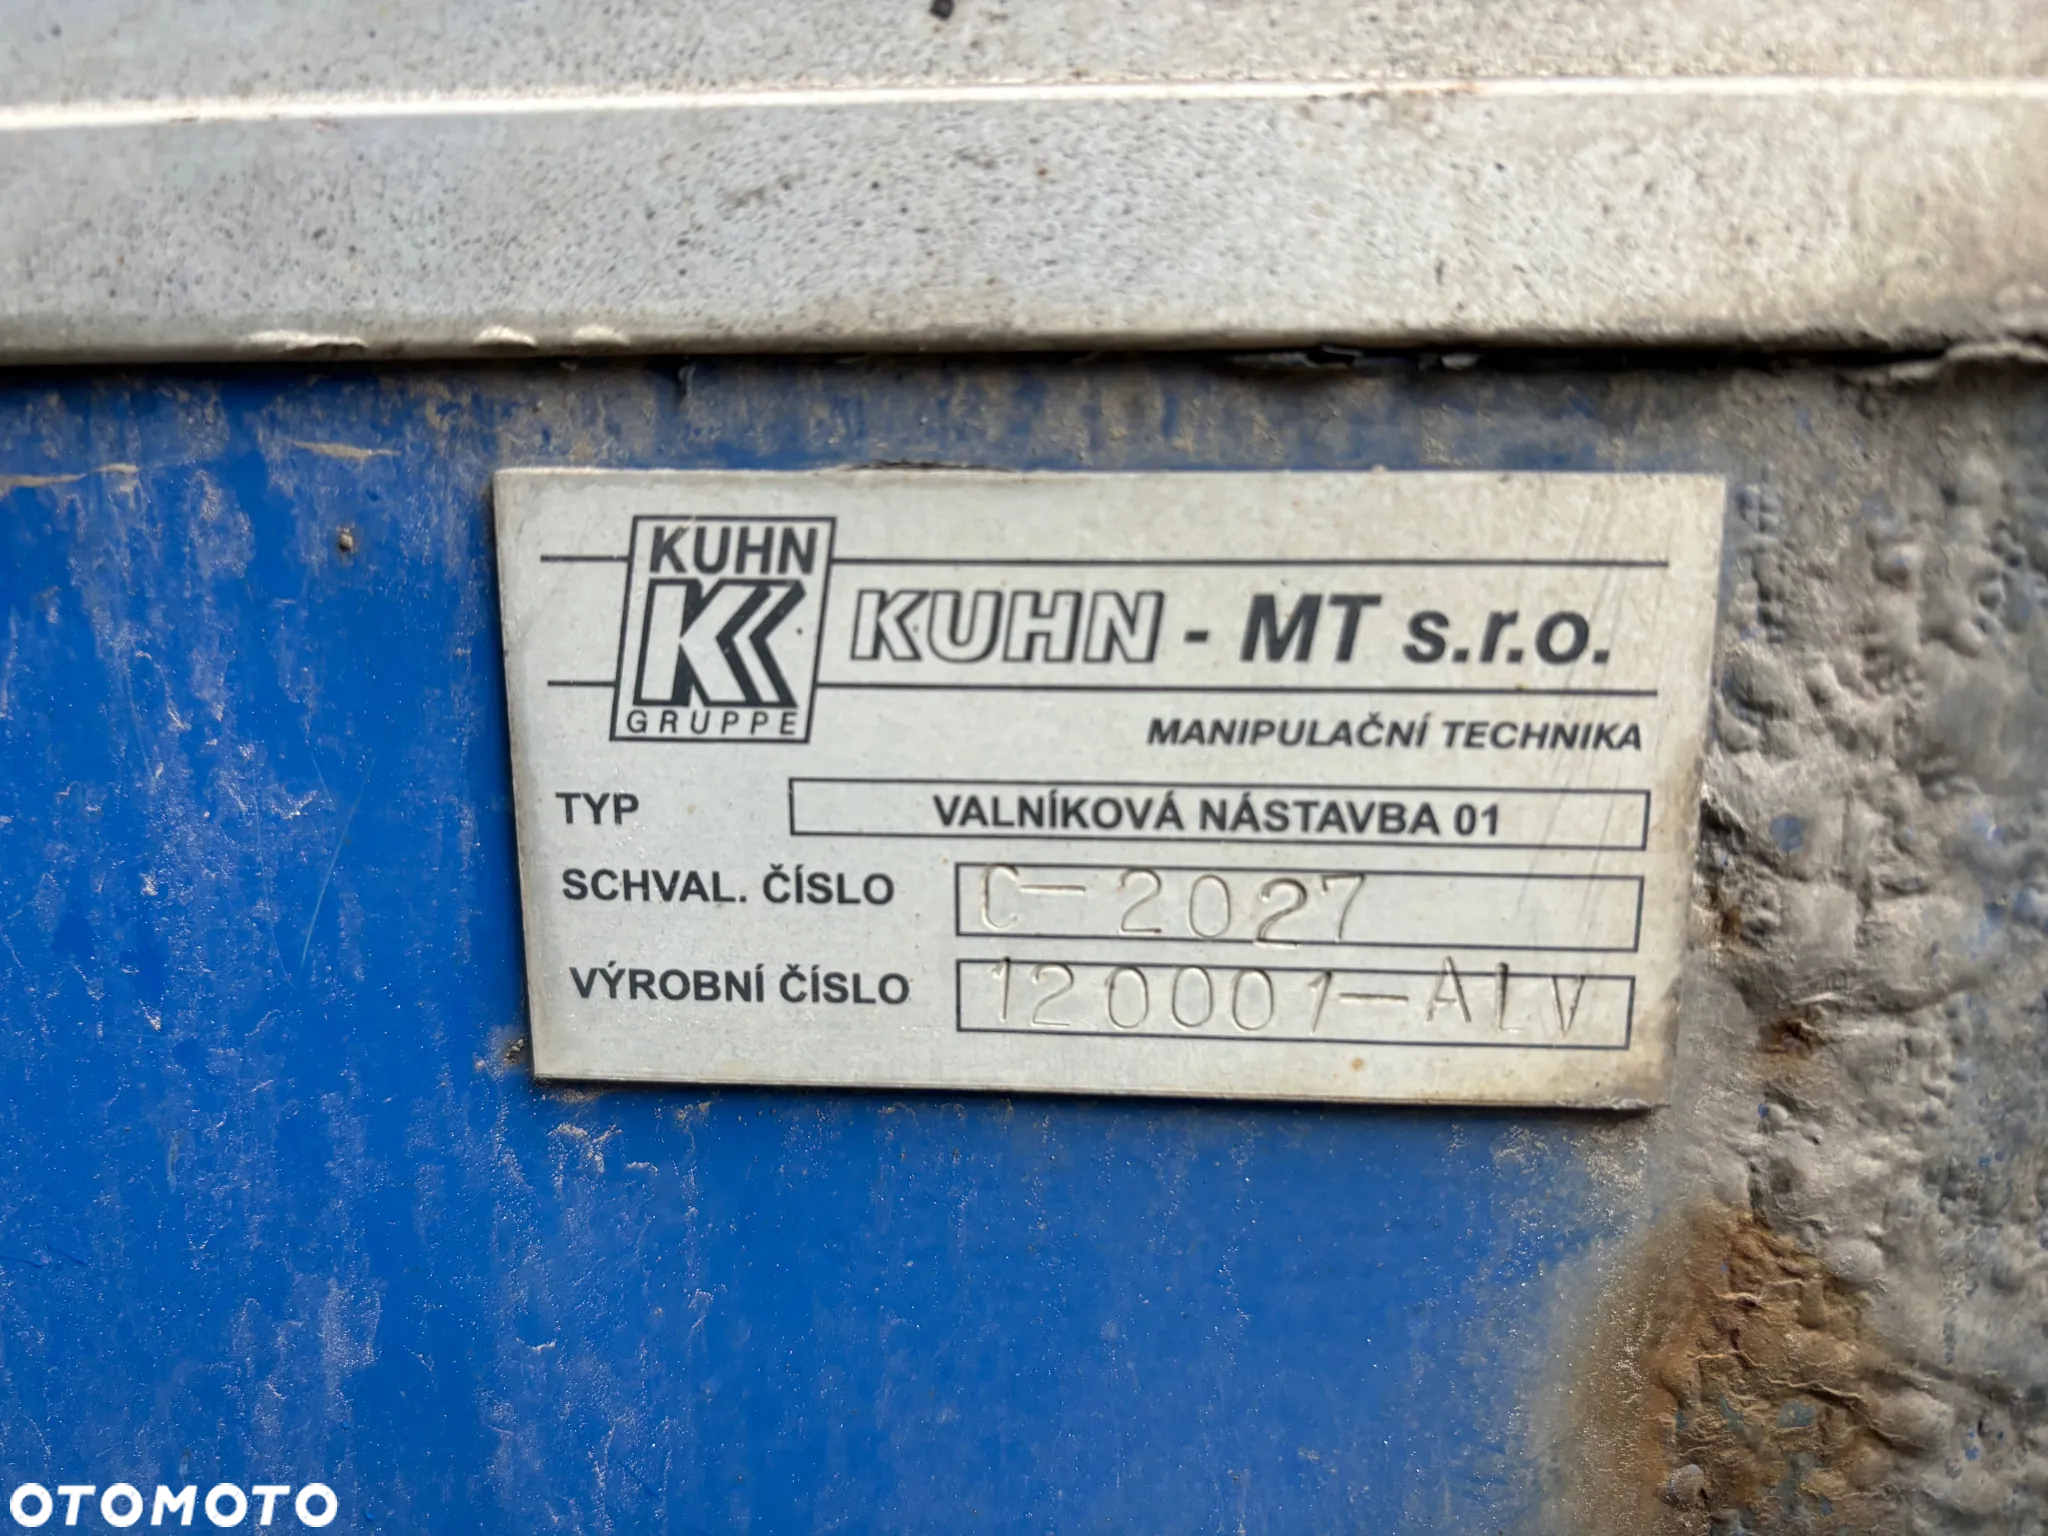 KUHN
K
GRUPPE
KUHN - MT s.r.o.
MANIPULAČNÍ TECHNIKA
TYP VALNÍKOVÁ NÁSTAVBA 01
SCHVAL. ČÍSLO C-2027
VÝROBNÍ ČÍSLO 120001-ALV
OTOMOTO